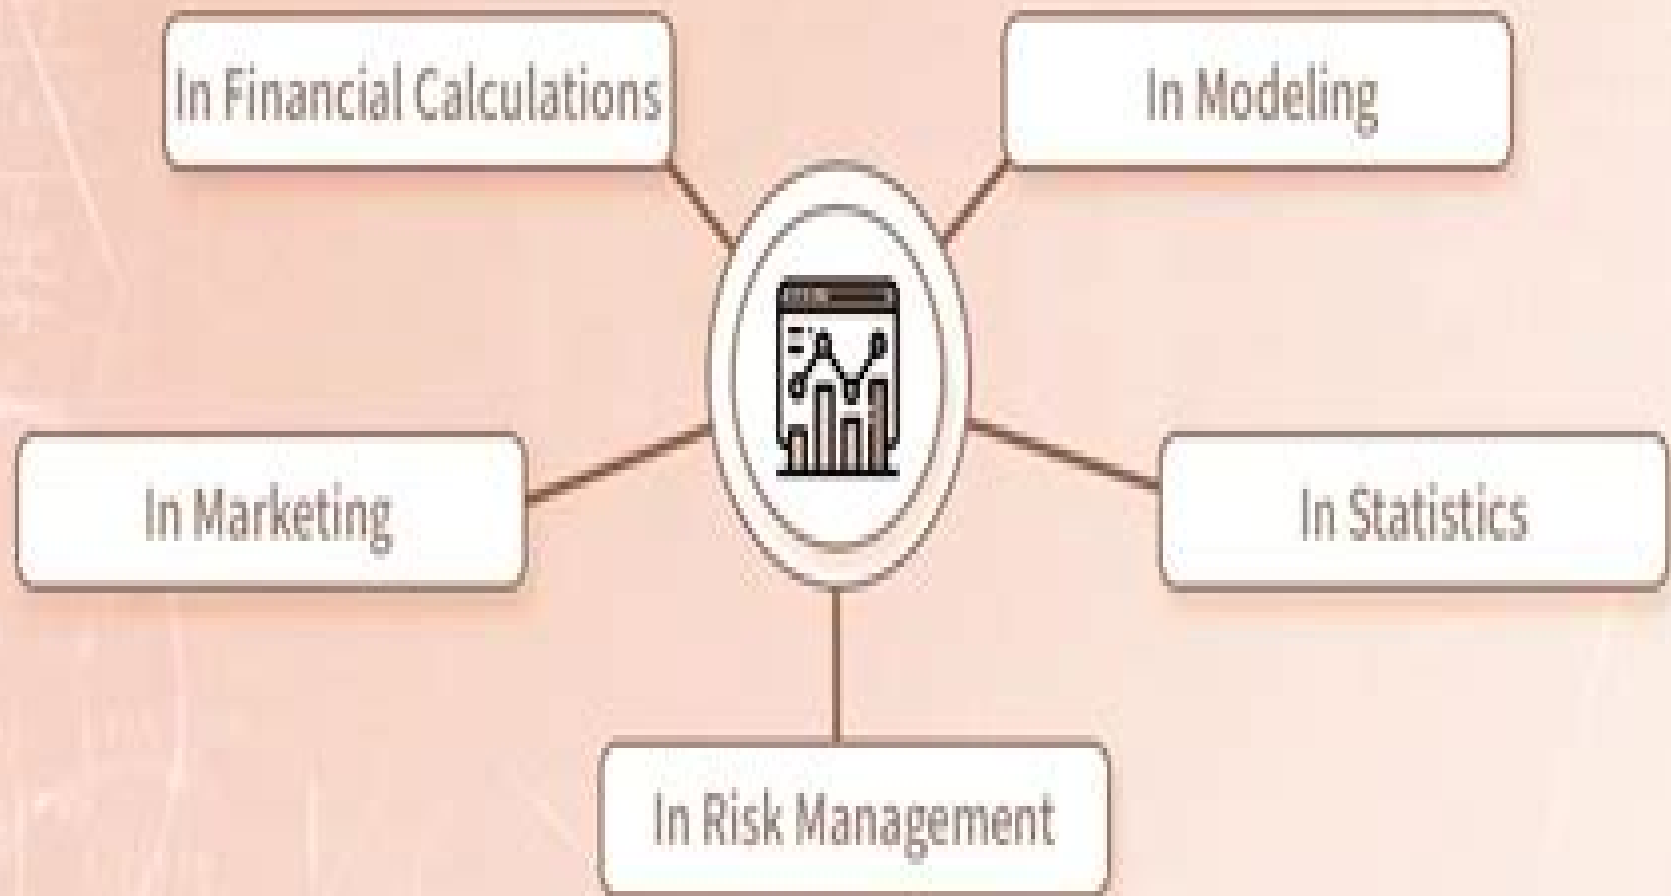 In Financial Calculations
In Modeling
In Marketing
In Statistics
In Risk Management